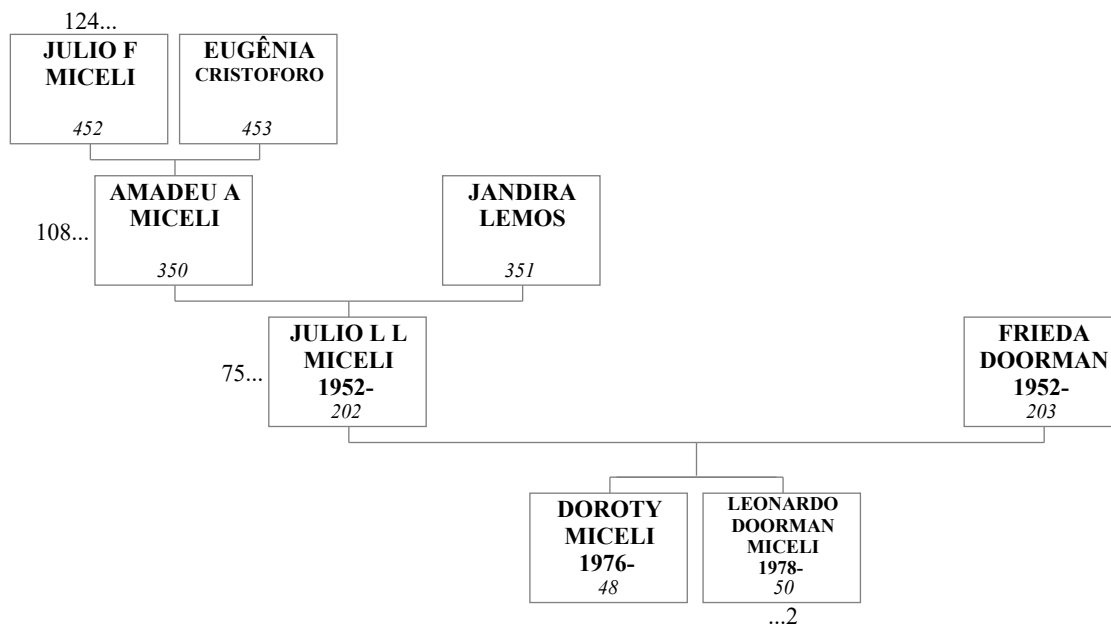 124...
JULIO F
MICELI
452
EUGÊNIA
CRISTOFORO
453
108...
AMADEU A
MICELI
350
JANDIRA
LEMOS
351
75...
JULIO L L
MICELI
1952-
202
FRIEDA
DOORMAN
1952-
203
DOROTY
MICELI
1976-
48
LEONARDO
DOORMAN
MICELI
1978-
50
...2